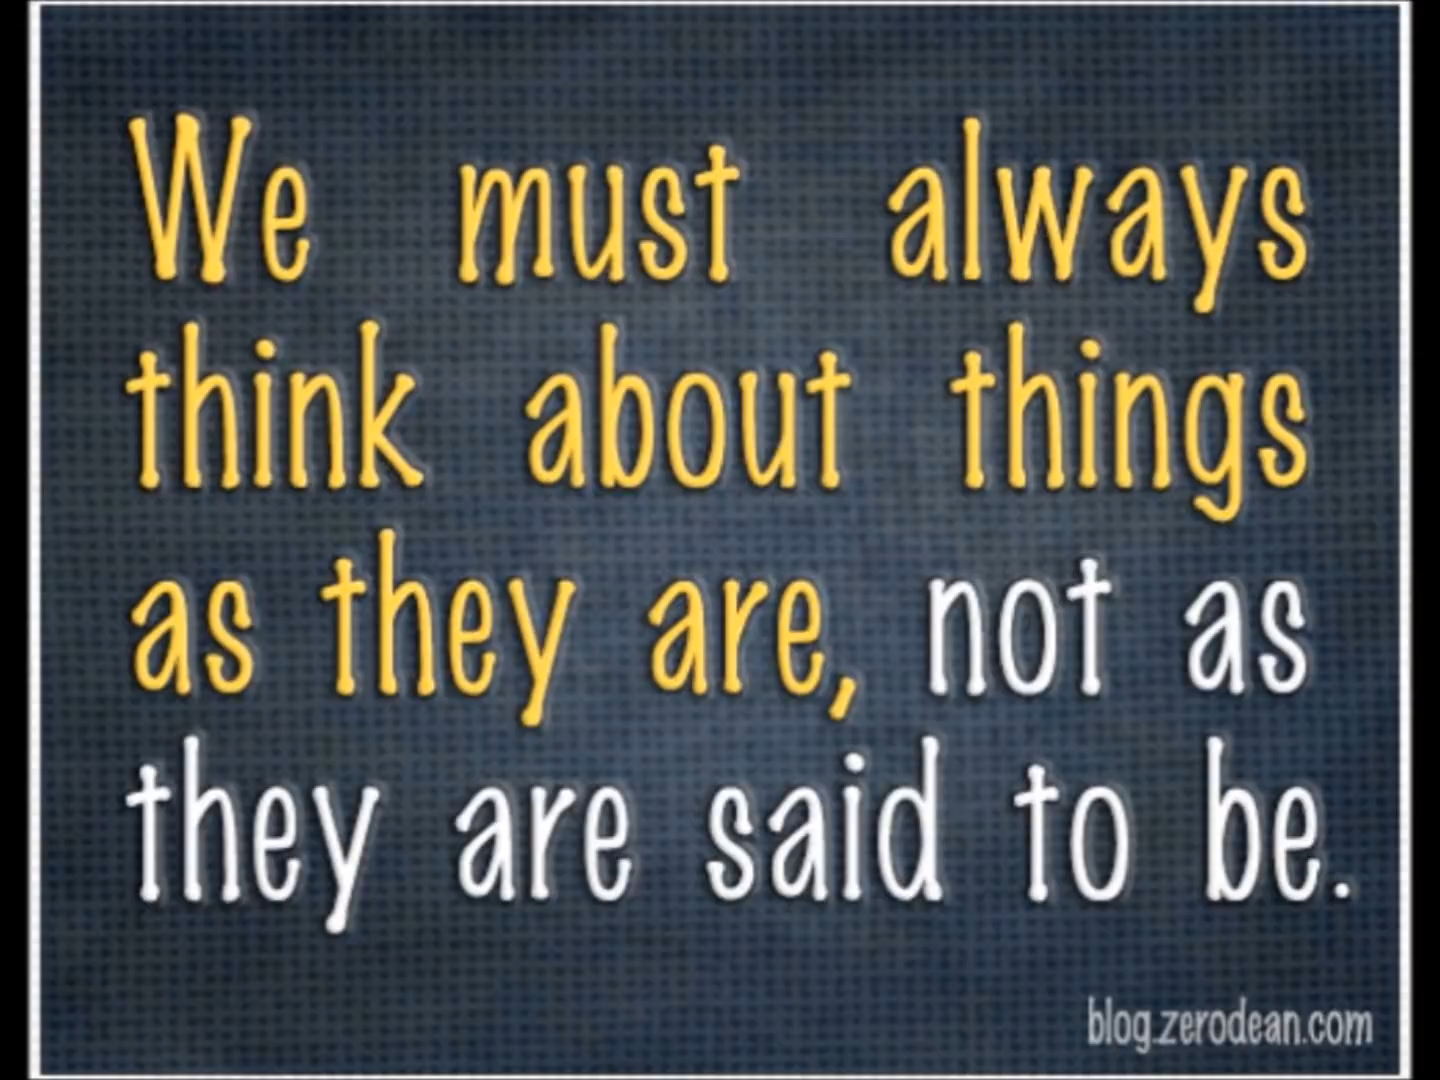 We must always
think about things
as they are, not as
they are said to be.
blog.zerodean.com